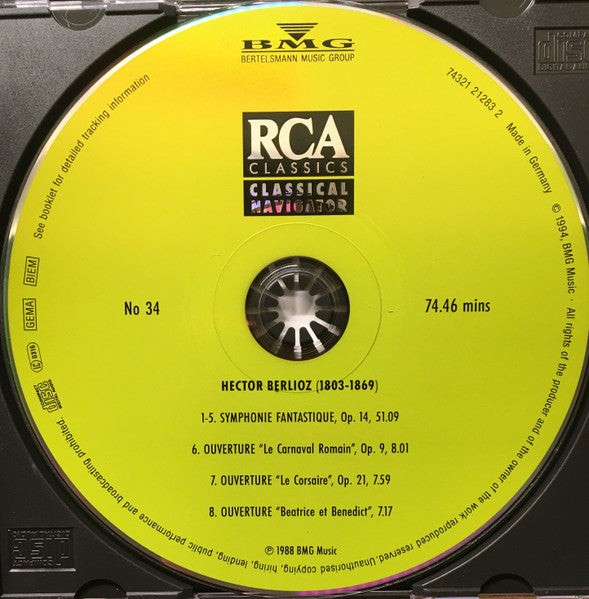 BMG
BERTELSMANN MUSIC GROUP
RCA
CLASSICS
CLASSICAL
NAVIGATOR
See booklet for detailed tracking information
74321 21283 2
Made in Germany
© 1994, BMG Music · All rights of the producer and of the owner of the work reproduced reserved. Unauthorised copying, hiring, lending, public performance and broadcasting prohibited.
GEMA
BIEM
LC 0316
No 34
74.46 mins
HECTOR BERLIOZ (1803-1869)
1-5. SYMPHONIE FANTASTIQUE, Op. 14, 51.09
6. OUVERTURE "Le Carnaval Romain", Op. 9, 8.01
7. OUVERTURE "Le Corsaire", Op. 21, 7.59
8. OUVERTURE "Beatrice et Benedict", 7.17
℗ 1988 BMG Music
disc